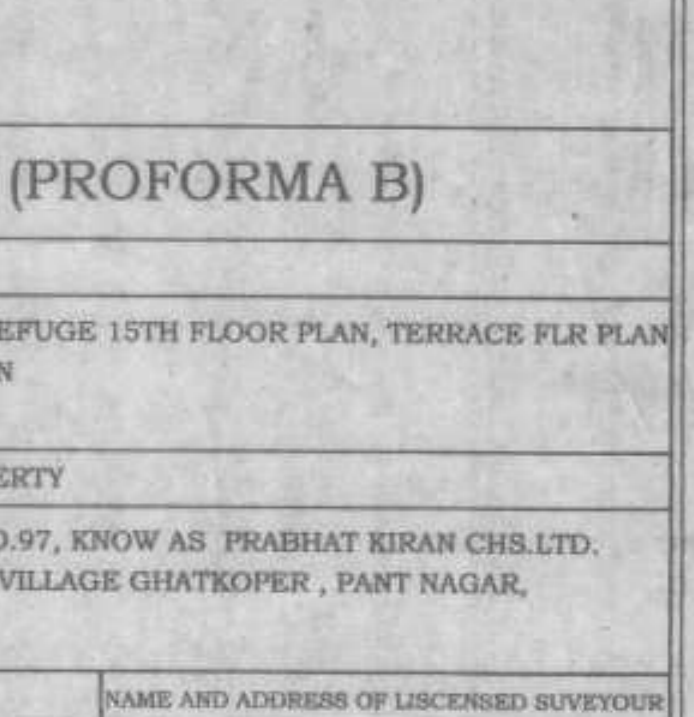 (PROFORMA B)
EFUGE 15TH FLOOR PLAN, TERRACE FLR PLAN
N
ERTY
O.97, KNOW AS PRABHAT KIRAN CHS.LTD.
VILLAGE GHATKOPER , PANT NAGAR,
NAME AND ADDRESS OF LISCENSED SUVEYOUR